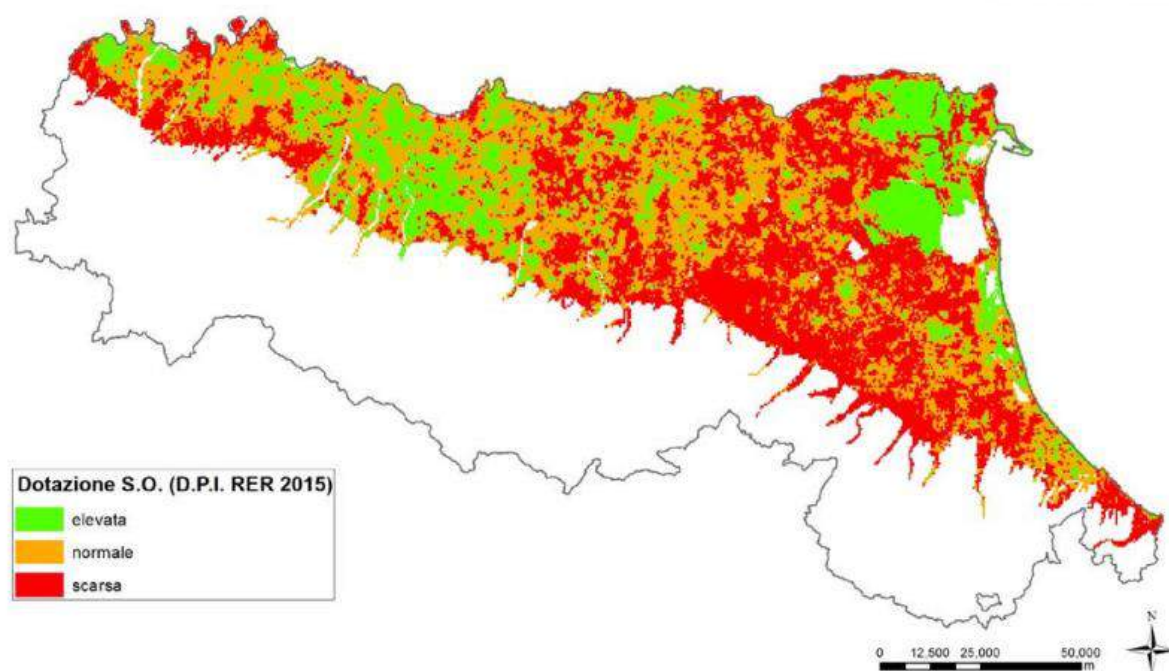 Dotazione S.O. (D.P.I. RER 2015)
elevata
normale
scarsa
N
0 12,500 25,000 50,000
m